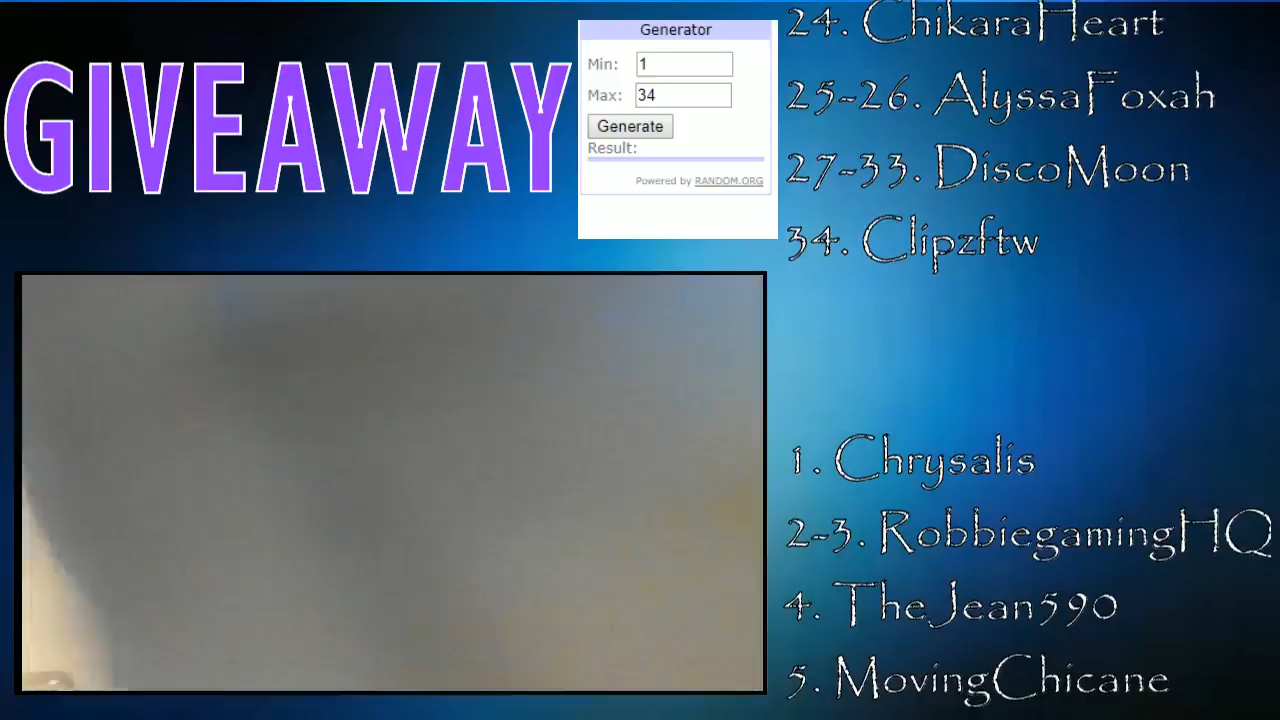 GIVEAWAY
Generator
Min: 1
Max: 34
Generate
Result:
Powered by RANDOM.ORG
24. ChikaraHeart
25-26. AlyssaFoxah
27-33. DiscoMoon
34. Clipzftw
1. Chrysalis
2-3. RobbiegamingHQ
4. TheJean590
5. MovingChicane